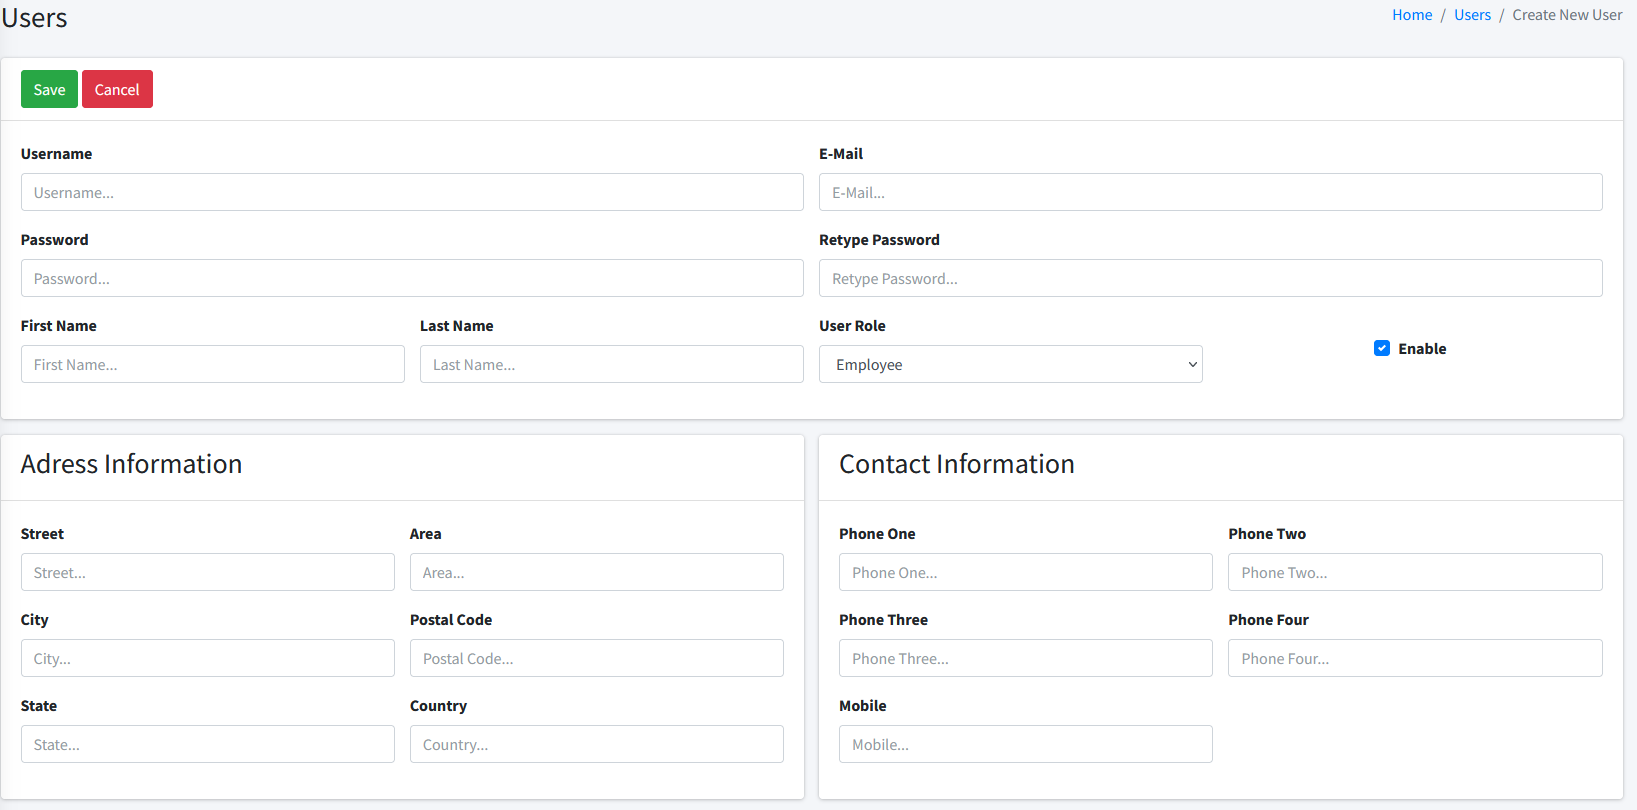 Users
Home / Users / Create New User
Save Cancel
Username E-Mail
Username... E-Mail...
Password Retype Password
Password... Retype Password...
First Name Last Name User Role
Enable
First Name... Last Name... Employee
Adress Information
Street Area
Street... Area...
City Postal Code
City... Postal Code...
State Country
State... Country...
Contact Information
Phone One Phone Two
Phone One... Phone Two...
Phone Three Phone Four
Phone Three... Phone Four...
Mobile
Mobile...